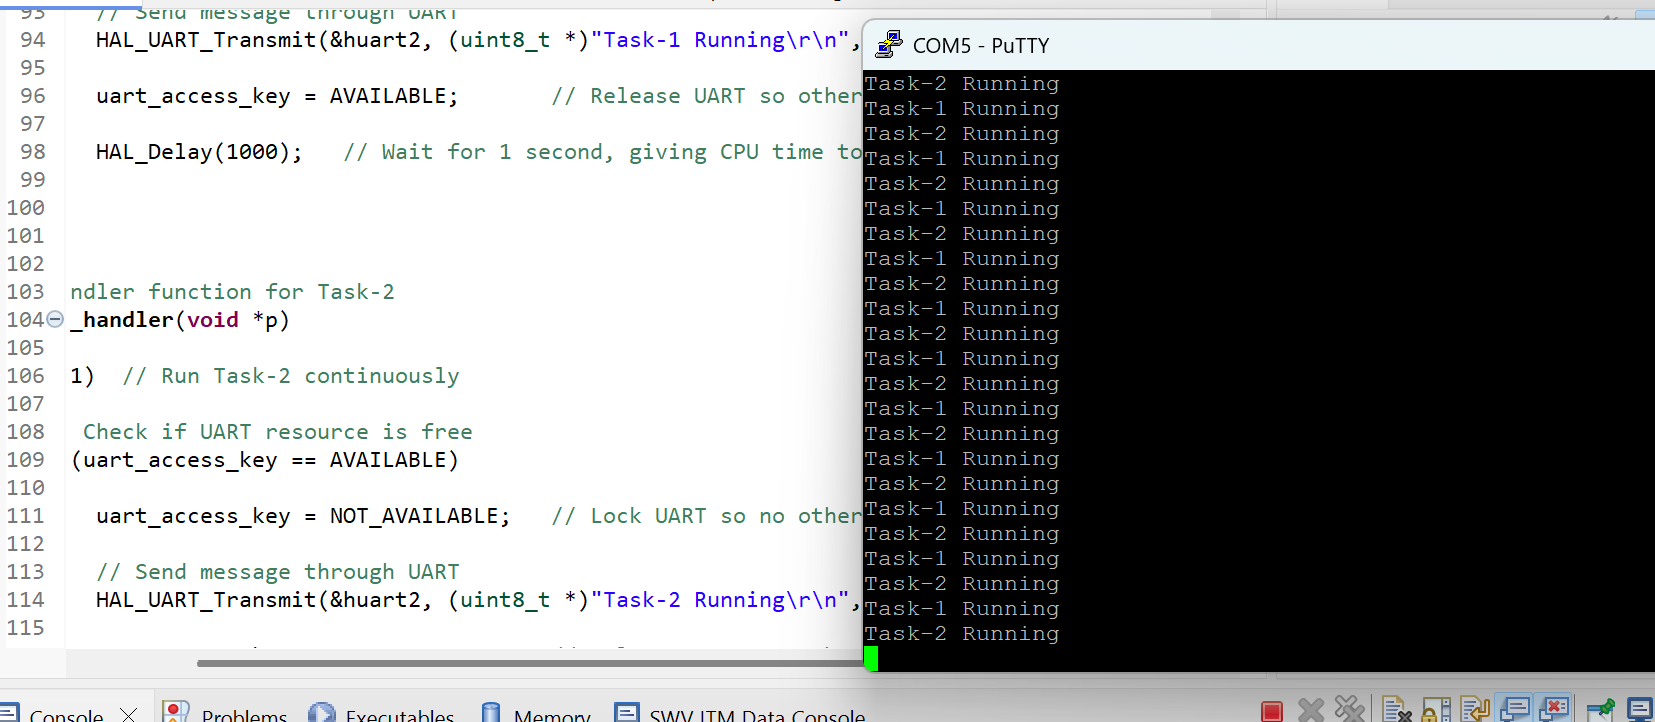 93 // Send message through UART
94 HAL_UART_Transmit(&huart2, (uint8_t *)"Task-1 Running\r\n",
95
96 uart_access_key = AVAILABLE; // Release UART so other
97
98 HAL_Delay(1000); // Wait for 1 second, giving CPU time to
99
100
101
102
103 ndler function for Task-2
104 _handler(void *p)
105
106 1) // Run Task-2 continuously
107
108 Check if UART resource is free
109 (uart_access_key == AVAILABLE)
110
111 uart_access_key = NOT_AVAILABLE; // Lock UART so no other
112
113 // Send message through UART
114 HAL_UART_Transmit(&huart2, (uint8_t *)"Task-2 Running\r\n",
115
COM5 - PuTTY
Task-2 Running
Task-1 Running
Task-2 Running
Task-1 Running
Task-2 Running
Task-1 Running
Task-2 Running
Task-1 Running
Task-2 Running
Task-1 Running
Task-2 Running
Task-1 Running
Task-2 Running
Task-1 Running
Task-2 Running
Task-1 Running
Task-2 Running
Task-1 Running
Task-2 Running
Task-1 Running
Task-2 Running
Task-1 Running
Task-2 Running
Console Problems Executables Memory SWV ITM Data Console